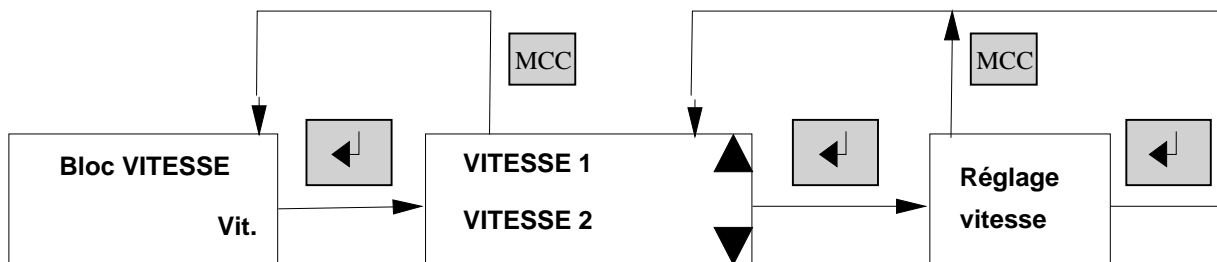 MCC
MCC
Bloc VITESSE
Vit.
VITESSE 1
VITESSE 2
Réglage
vitesse